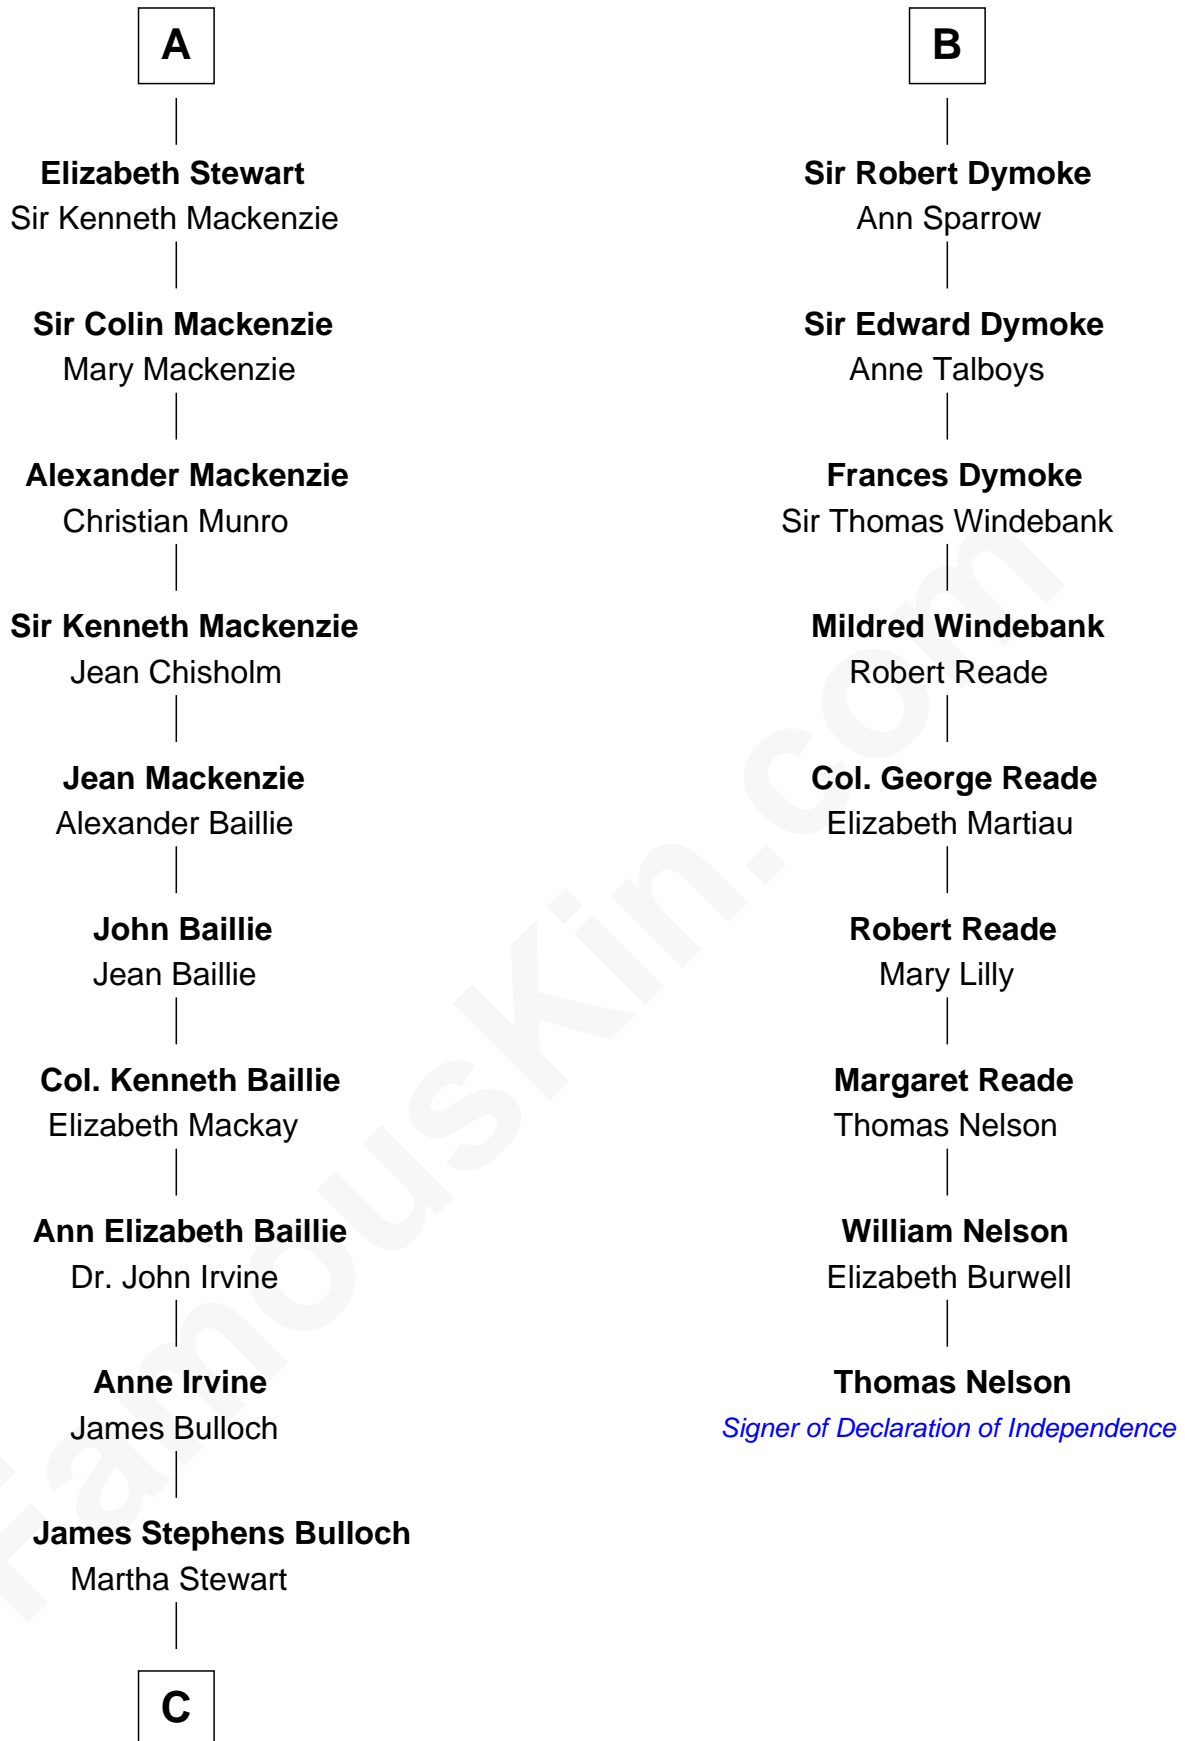 A
Elizabeth Stewart
Sir Kenneth Mackenzie
Sir Colin Mackenzie
Mary Mackenzie
Alexander Mackenzie
Christian Munro
Sir Kenneth Mackenzie
Jean Chisholm
Jean Mackenzie
Alexander Baillie
John Baillie
Jean Baillie
Col. Kenneth Baillie
Elizabeth Mackay
Ann Elizabeth Baillie
Dr. John Irvine
Anne Irvine
James Bulloch
James Stephens Bulloch
Martha Stewart
C
B
Sir Robert Dymoke
Ann Sparrow
Sir Edward Dymoke
Anne Talboys
Frances Dymoke
Sir Thomas Windebank
Mildred Windebank
Robert Reade
Col. George Reade
Elizabeth Martiau
Robert Reade
Mary Lilly
Margaret Reade
Thomas Nelson
William Nelson
Elizabeth Burwell
Thomas Nelson
Signer of Declaration of Independence
FamousKin.com